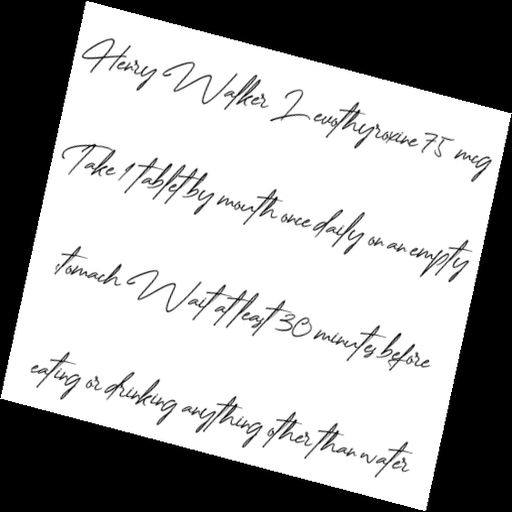 Henry Walker Levothyroxine 75 mcg
Take 1 tablet by mouth once daily on an empty
stomach. Wait at least 30 minutes before
eating or drinking anything other than water